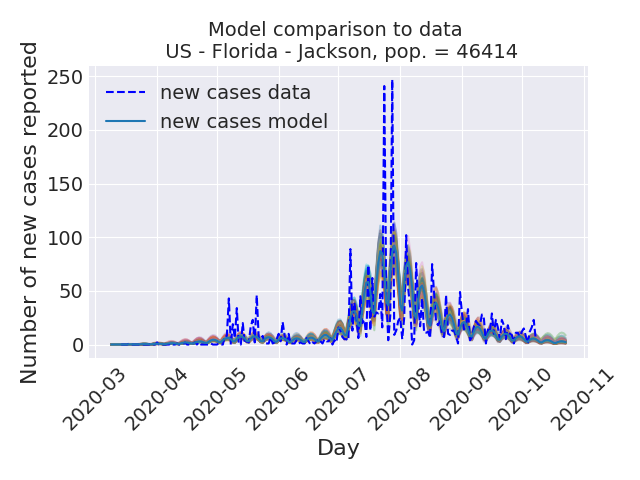 Model comparison to data
US - Florida - Jackson, pop. = 46414
Number of new cases reported
250
200
150
100
50
0
new cases data
new cases model
2020-03
2020-04
2020-05
2020-06
2020-07
2020-08
2020-09
2020-10
2020-11
Day